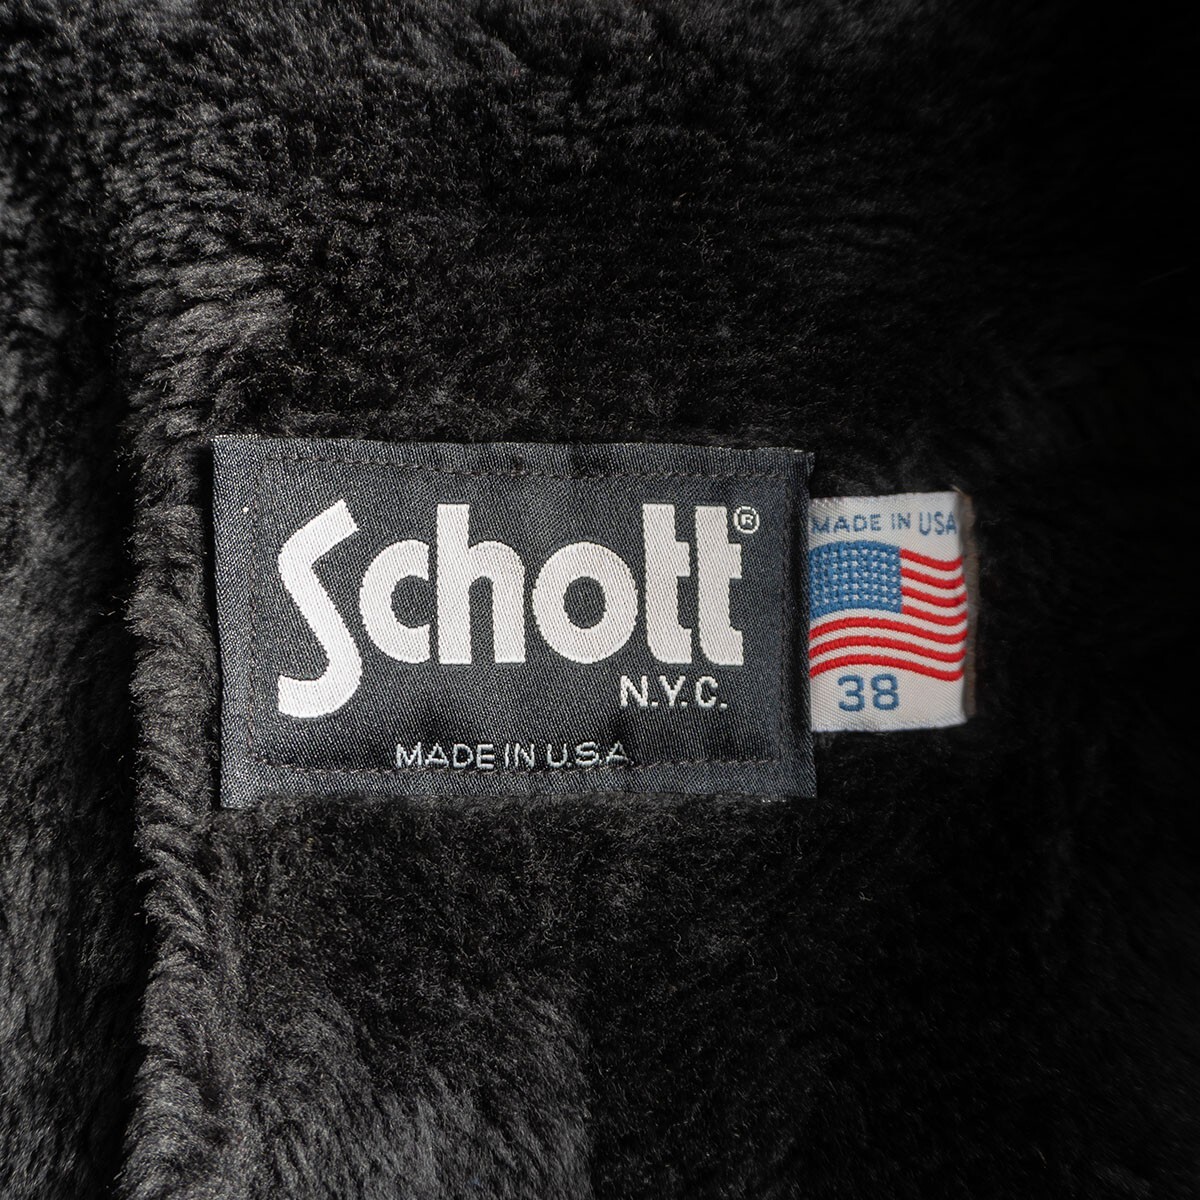 Schott®
N.Y.C.
MADE IN U.S.A.
MADE IN USA
38